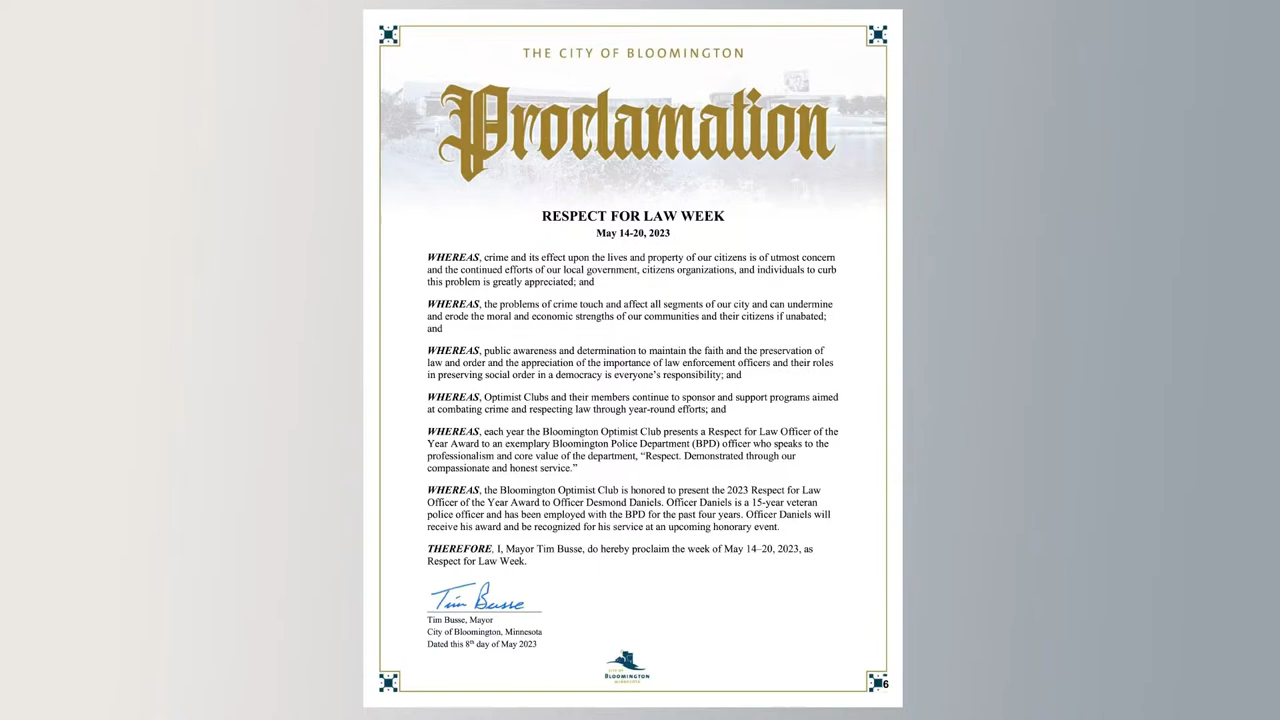 THE CITY OF BLOOMINGTON
Proclamation
RESPECT FOR LAW WEEK
May 14-20, 2023
WHEREAS, crime and its effect upon the lives and property of our citizens is of utmost concern
and the continued efforts of our local government, citizens organizations, and individuals to curb
this problem is greatly appreciated; and
WHEREAS, the problems of crime touch and affect all segments of our city and can undermine
and erode the moral and economic strengths of our communities and their citizens if unabated;
and
WHEREAS, public awareness and determination to maintain the faith and the preservation of
law and order and the appreciation of the importance of law enforcement officers and their roles
in preserving social order in a democracy is everyone's responsibility; and
WHEREAS, Optimist Clubs and their members continue to sponsor and support programs aimed
at combating crime and respecting law through year-round efforts; and
WHEREAS, each year the Bloomington Optimist Club presents a Respect for Law Officer of the
Year Award to an exemplary Bloomington Police Department (BPD) officer who speaks to the
professionalism and core value of the department, “Respect. Demonstrated through our
compassionate and honest service.”
WHEREAS, the Bloomington Optimist Club is honored to present the 2023 Respect for Law
Officer of the Year Award to Officer Desmond Daniels. Officer Daniels is a 15-year veteran
police officer and has been employed with the BPD for the past four years. Officer Daniels will
receive his award and be recognized for his service at an upcoming honorary event.
THEREFORE, I, Mayor Tim Busse, do hereby proclaim the week of May 14–20, 2023, as
Respect for Law Week.
Tim Busse
Tim Busse, Mayor
City of Bloomington, Minnesota
Dated this 8th day of May 2023
CITY OF
BLOOMINGTON
MINNESOTA
6